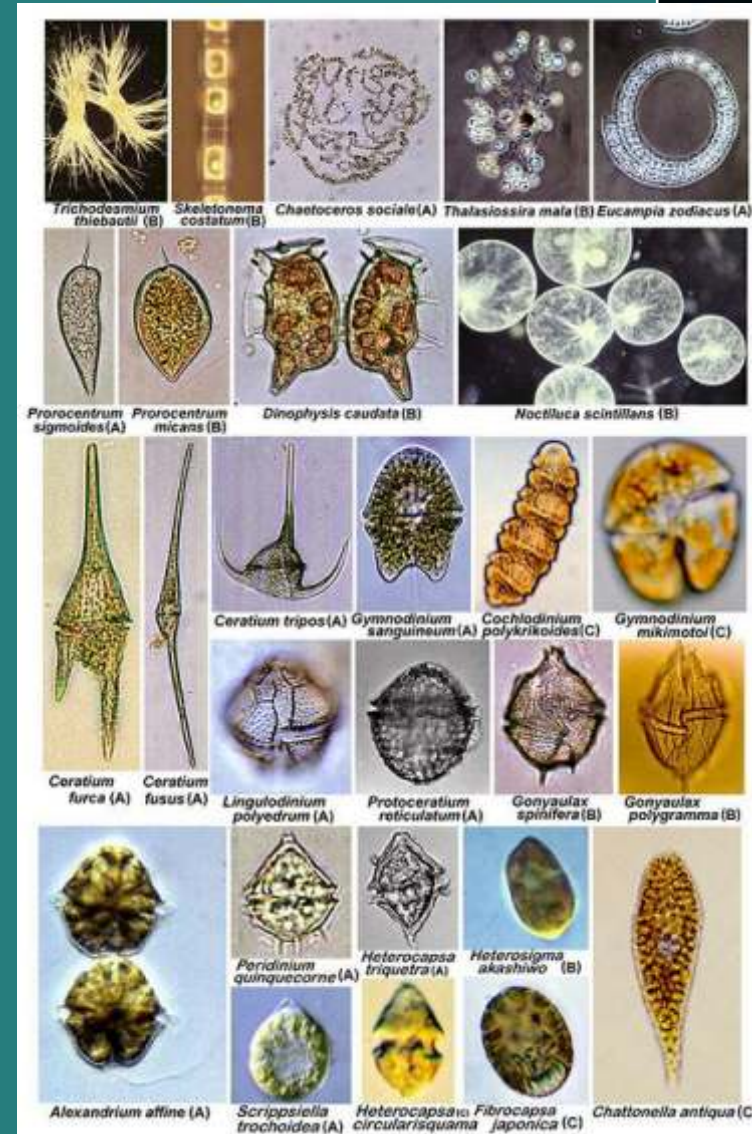 Trichodesmium
thiebautii (B)
Skeletonema
costatum (B)
Chaetoceros sociale (A)
Thalasiossira mala (B)
Eucampia zodiacus (A)
Prorocentrum
sigmoides (A)
Prorocentrum
micans (B)
Dinophysis caudata (B)
Noctiluca scintillans (B)
Ceratium tripos (A)
Gymnodinium
sanguineum (A)
Cochlodinium
polykrikoides (C)
Gymnodinium
mikimotoi (C)
Ceratium
furca (A)
Ceratium
fusus (A)
Lingulodinium
polyedrum (A)
Protoceratium
reticulatum (A)
Gonyaulax
spinifera (B)
Gonyaulax
polygramma (B)
Peridinium
quinquecorne (A)
Heterocapsa
triquetra (A)
Heterosigma
akashiwo (B)
Alexandrium affine (A)
Scrippsiella
trochoidea (A)
Heterocapsa (C)
circularisquama
Fibrocapsa
japonica (C)
Chattonella antiqua (C